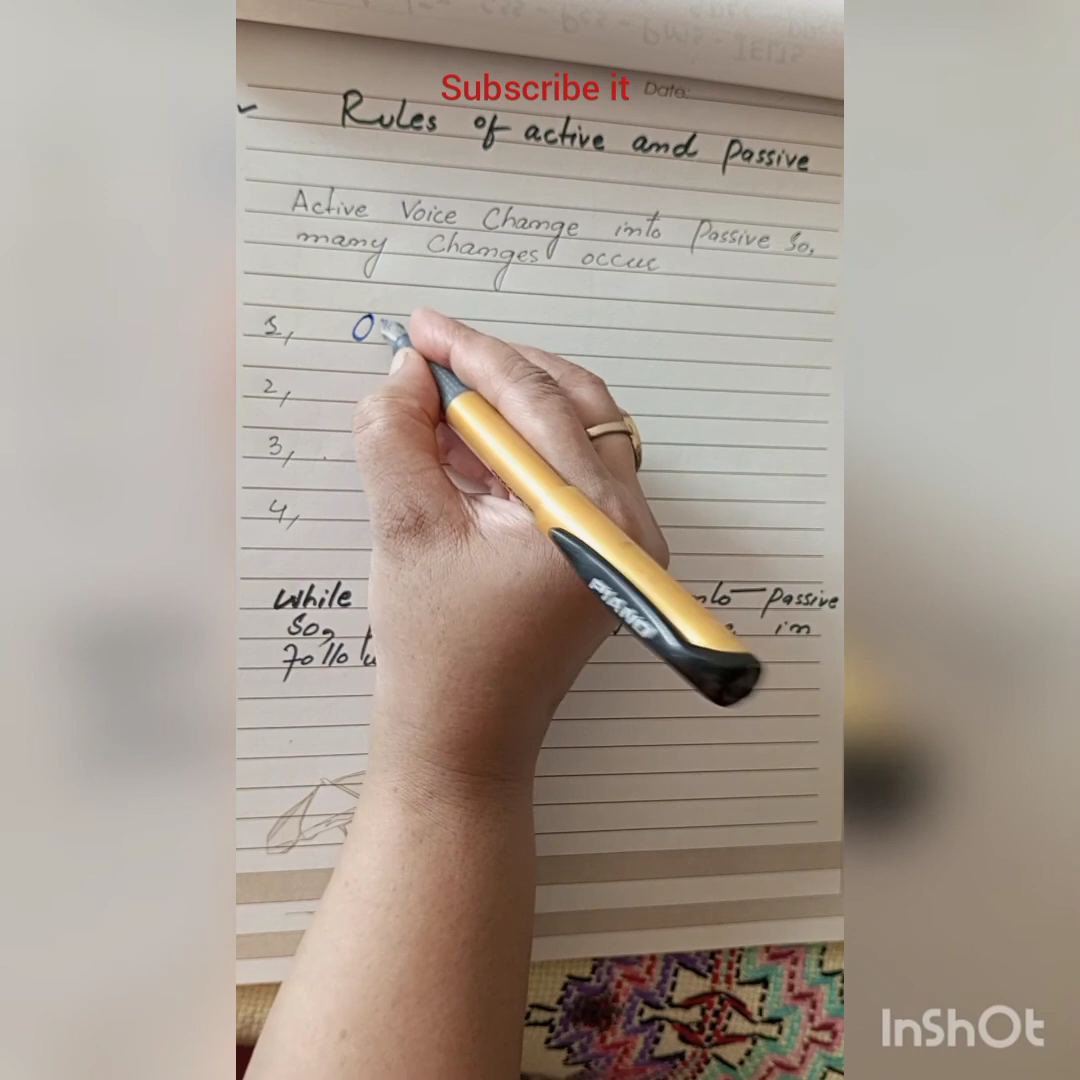 Subscribe it
Date:
Rules of active and Passive
Active Voice Change into Passive So,
many Changes occur
1,
O
2,
3,
4,
While Passive
So, in
PIANO
InShOt